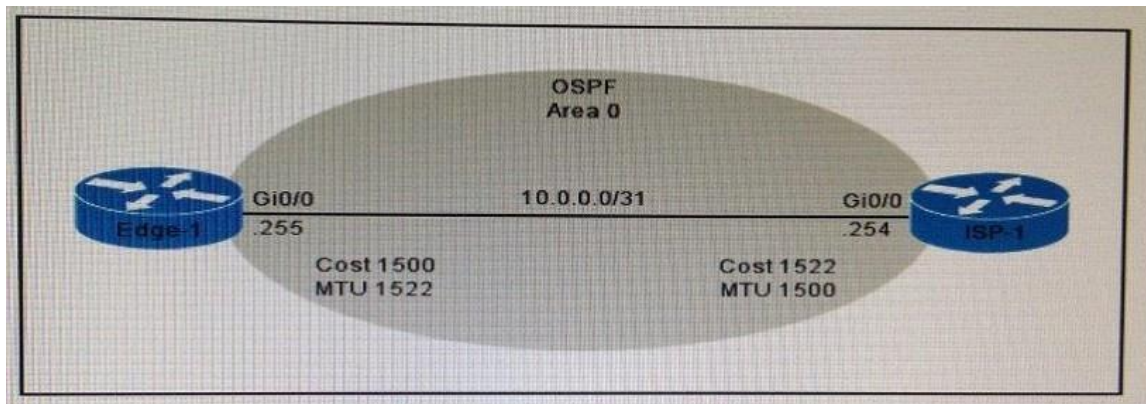 OSPF
Area 0
Gi0/0
10.0.0.0/31
Gi0/0
Edge-1
.255
.254
ISP-1
Cost 1500
MTU 1522
Cost 1522
MTU 1500